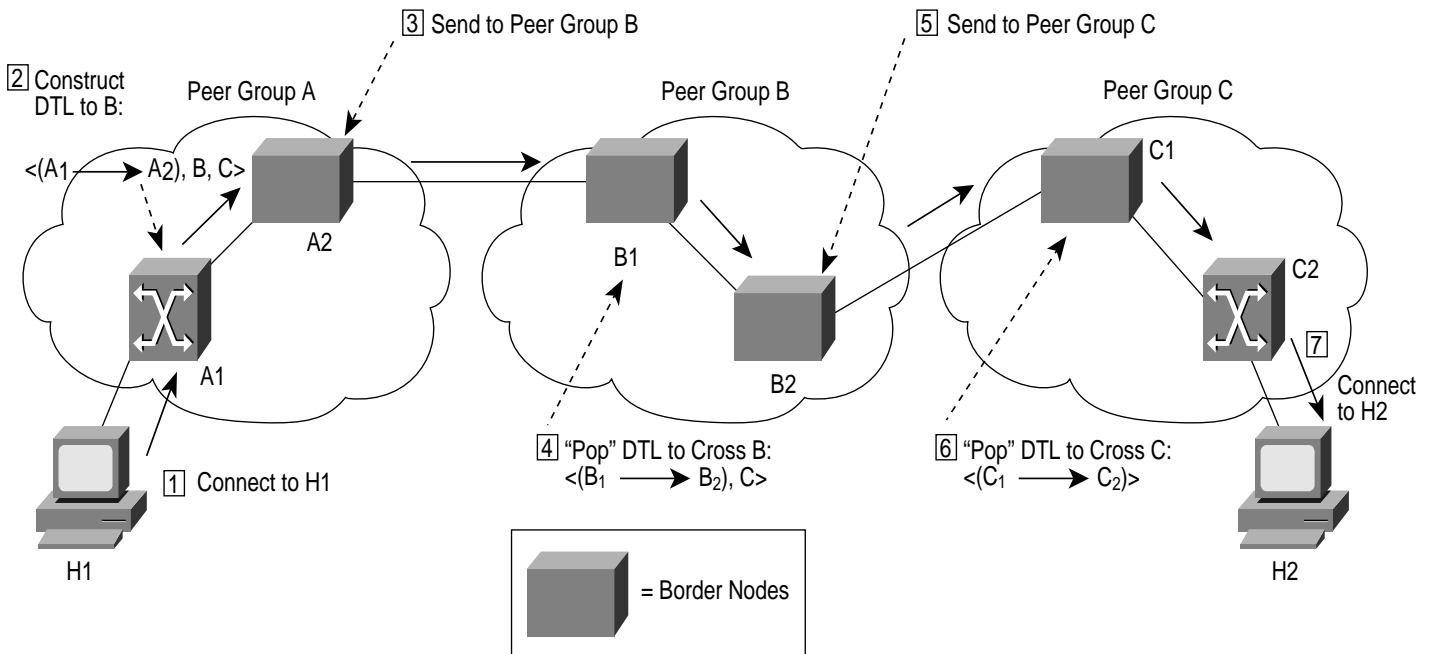 3 Send to Peer Group B
5 Send to Peer Group C
2 Construct
DTL to B:
Peer Group A
Peer Group B
Peer Group C
<(A1 → A2), B, C>
A2
A1
B1
B2
C1
C2
1 Connect to H1
4 “Pop” DTL to Cross B:
<(B1 → B2), C>
6 “Pop” DTL to Cross C:
<(C1 → C2)>
7
Connect
to H2
H1
H2
= Border Nodes